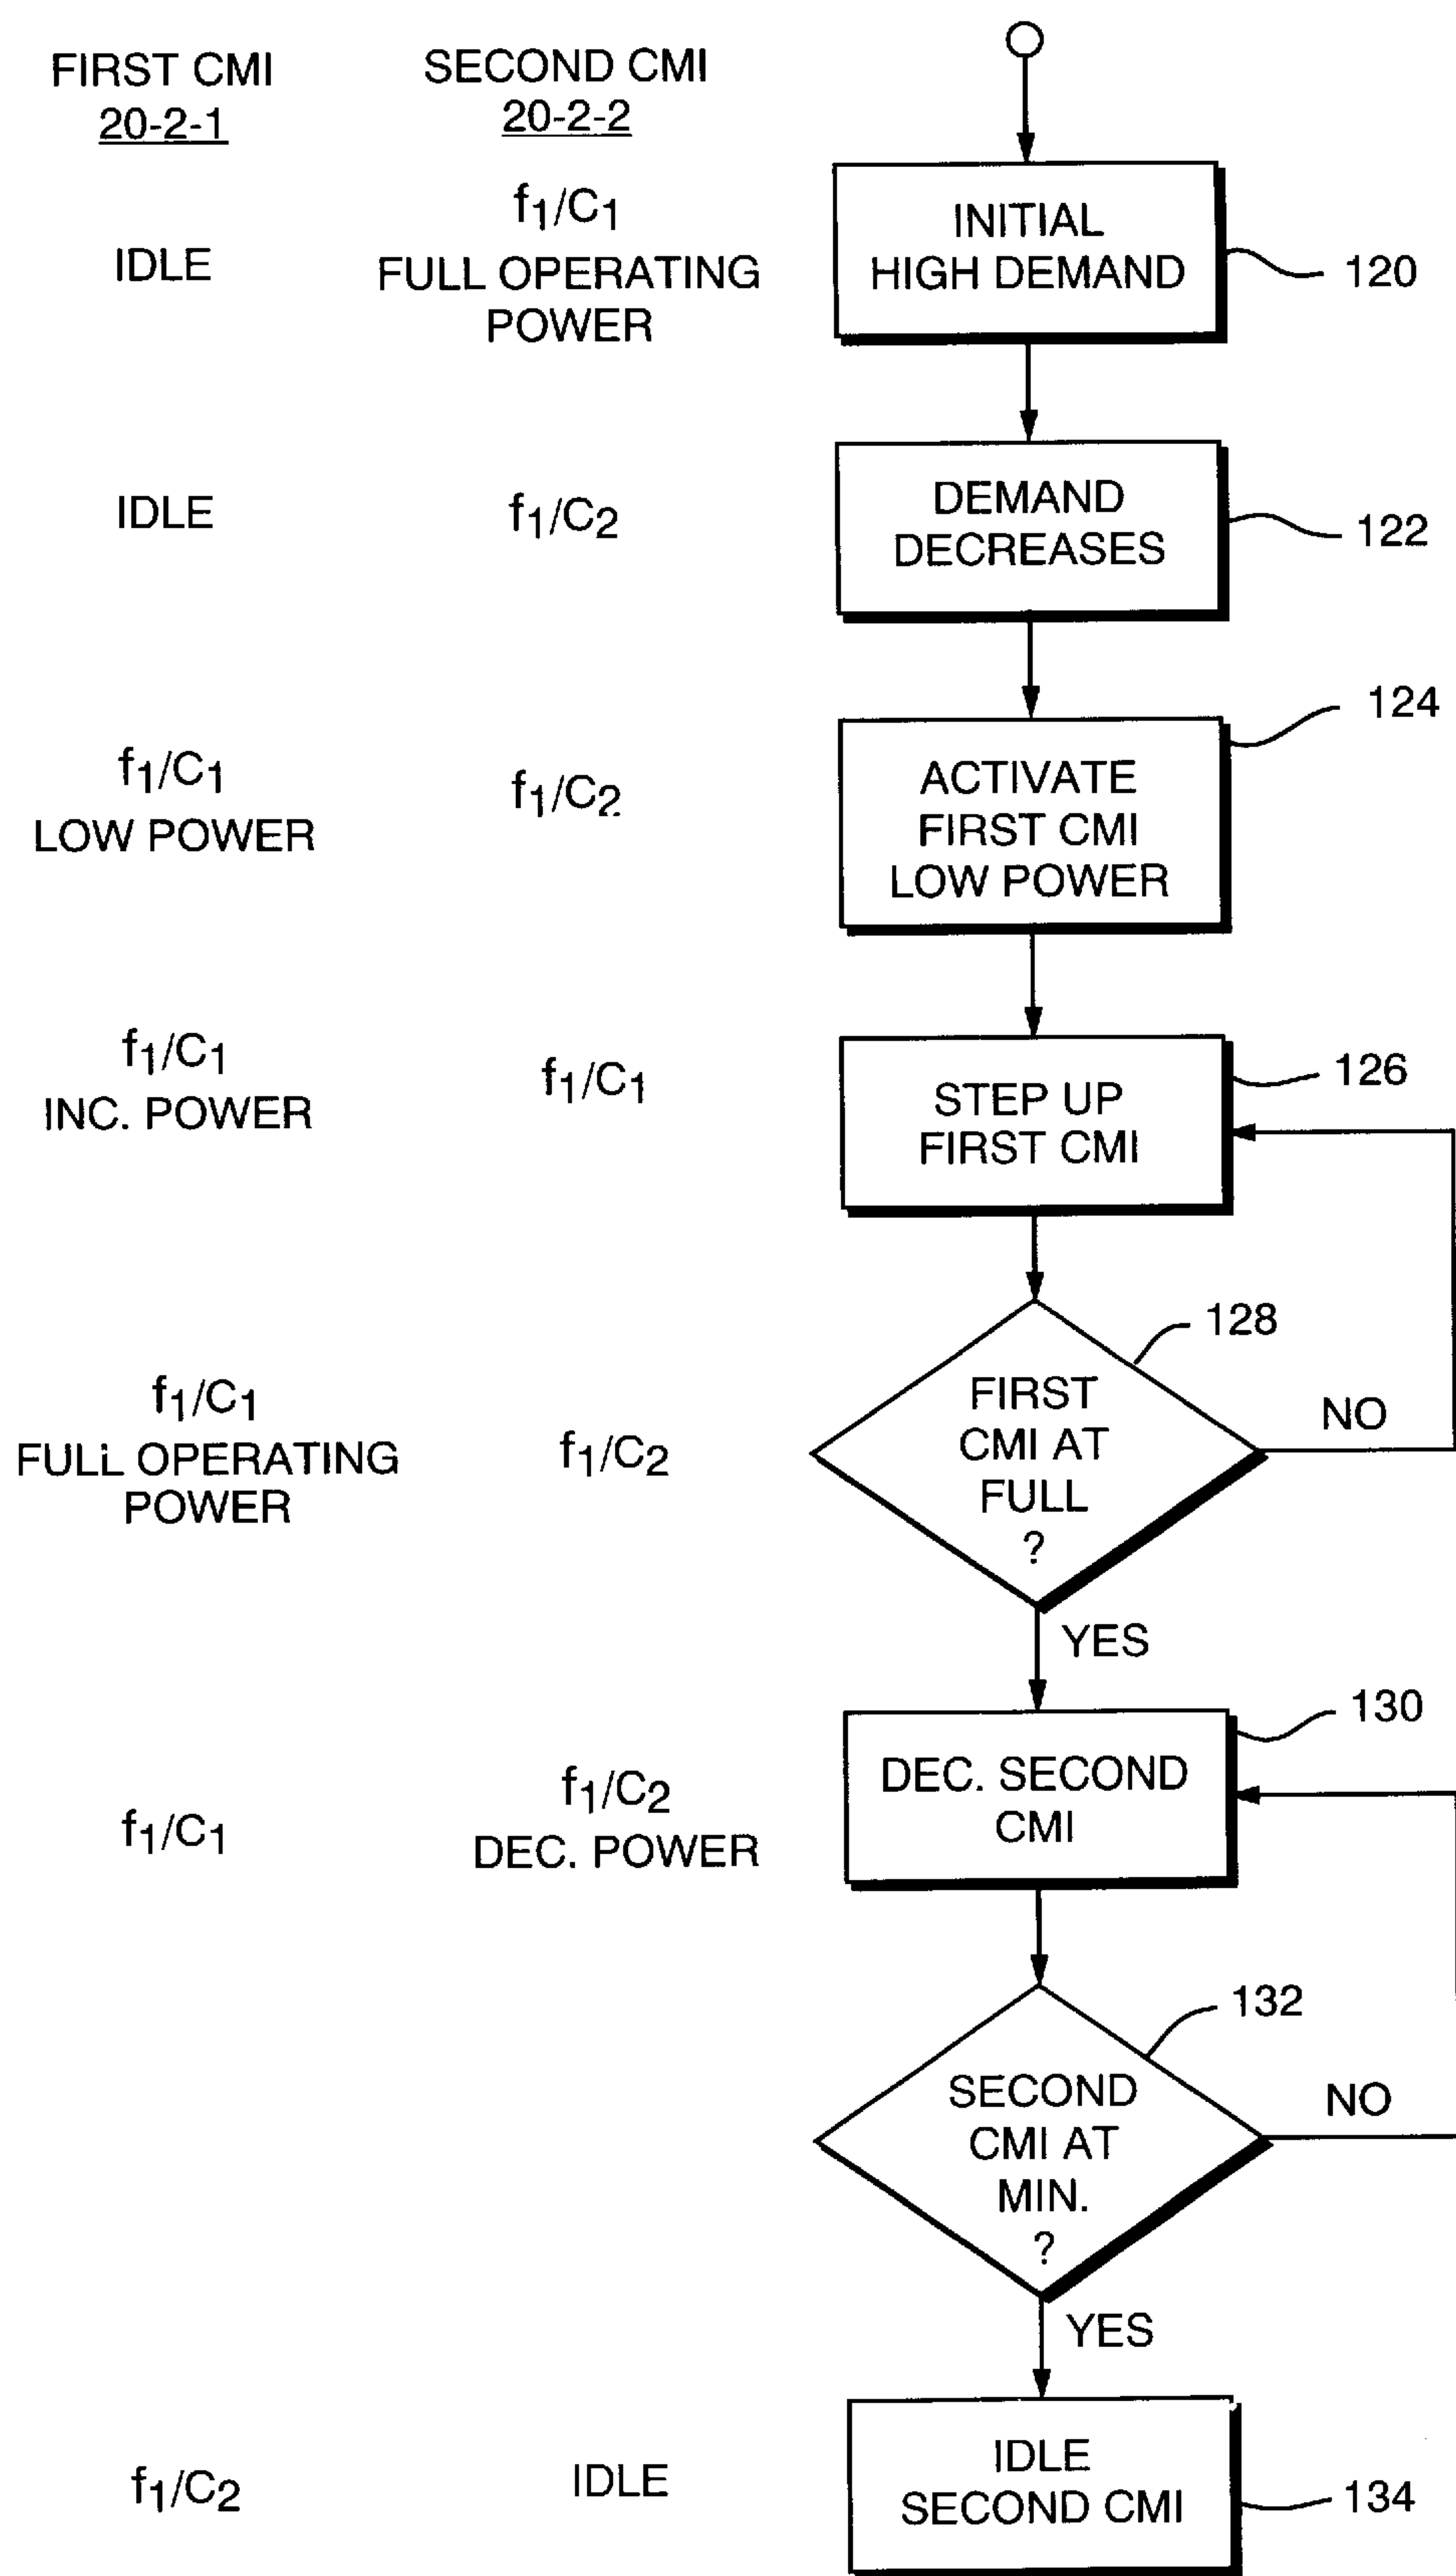 FIRST CMI
20-2-1
SECOND CMI
20-2-2
IDLE
f1/C1
FULL OPERATING
POWER
INITIAL
HIGH DEMAND
120
IDLE
f1/C2
DEMAND
DECREASES
122
f1/C1
LOW POWER
f1/C2
ACTIVATE
FIRST CMI
LOW POWER
124
f1/C1
INC. POWER
f1/C1
STEP UP
FIRST CMI
126
f1/C1
FULL OPERATING
POWER
f1/C2
FIRST
CMI AT
FULL
?
128
NO
YES
f1/C1
f1/C2
DEC. POWER
DEC. SECOND
CMI
130
SECOND
CMI AT
MIN.
?
132
NO
YES
f1/C2
IDLE
IDLE
SECOND CMI
134